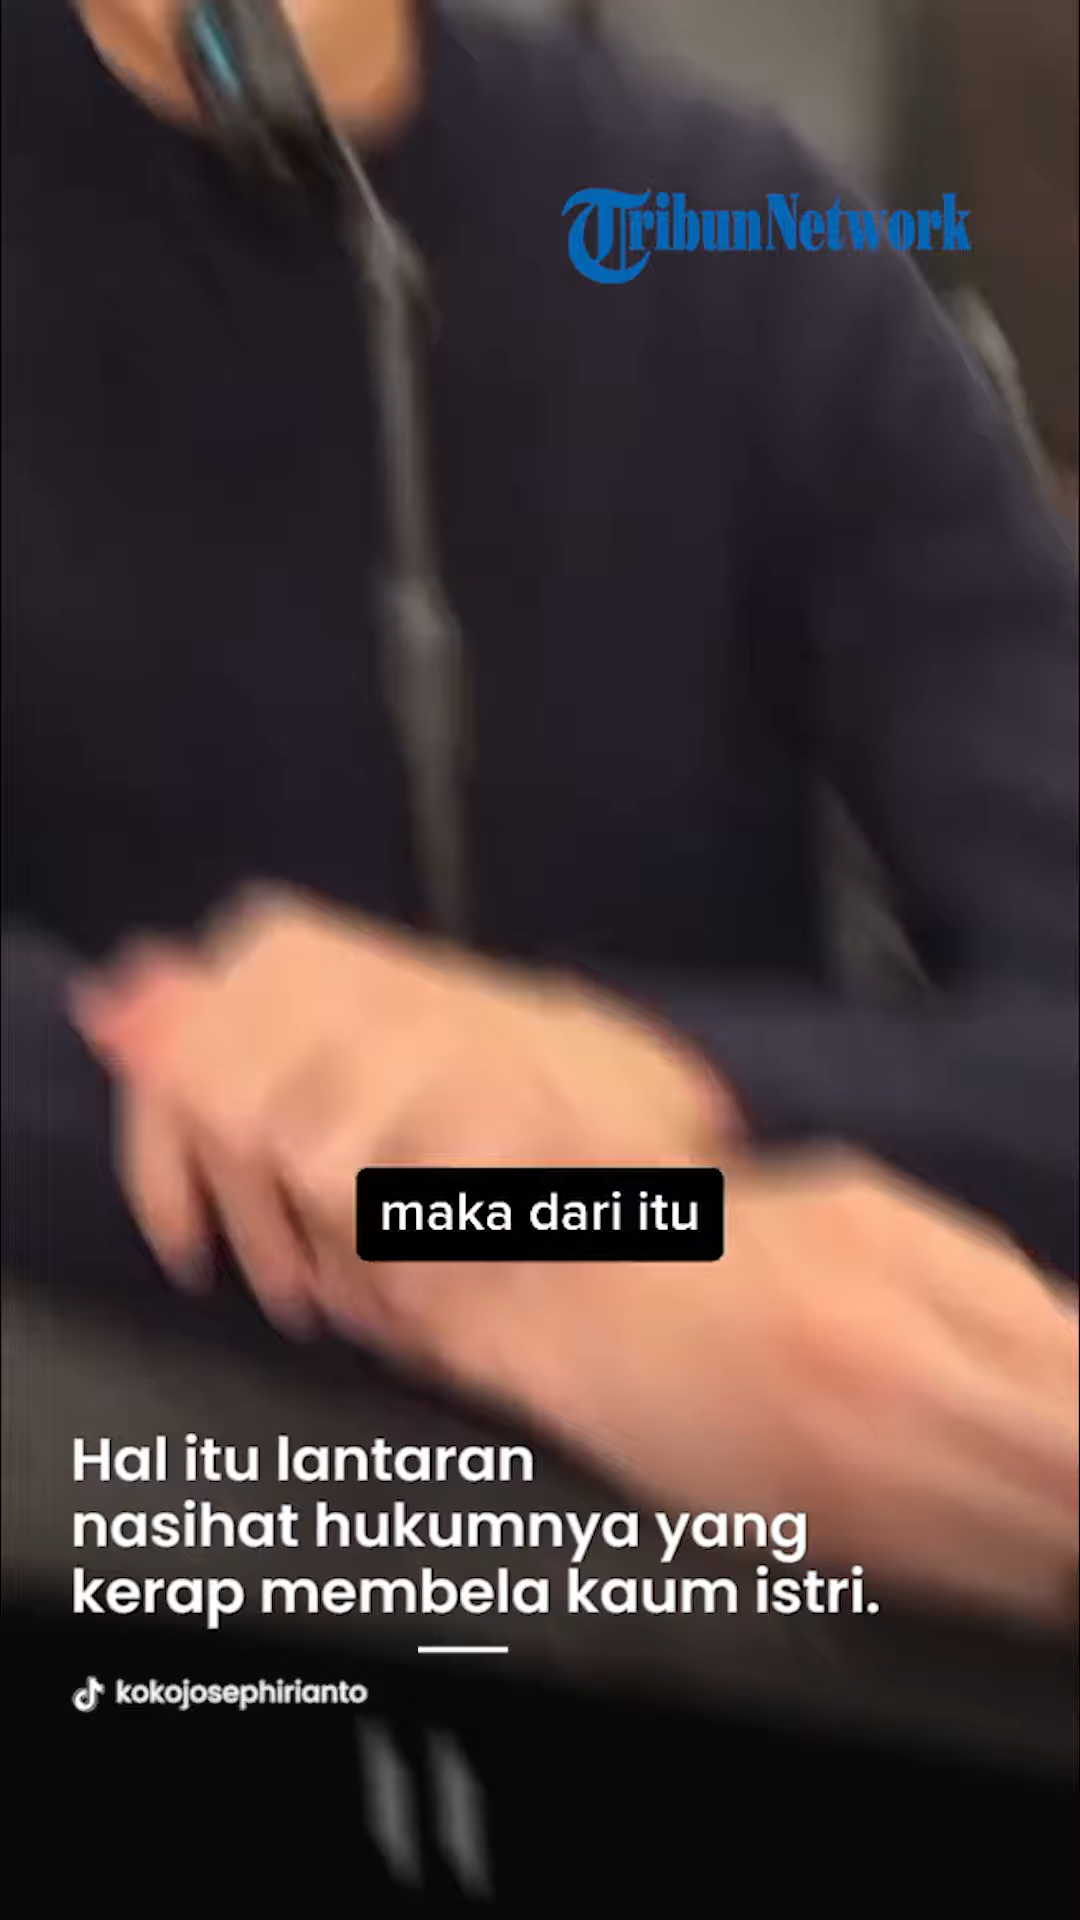 TribunNetwork
maka dari itu
Hal itu lantaran
nasihat hukumnya yang
kerap membela kaum istri.
kokojosephirianto